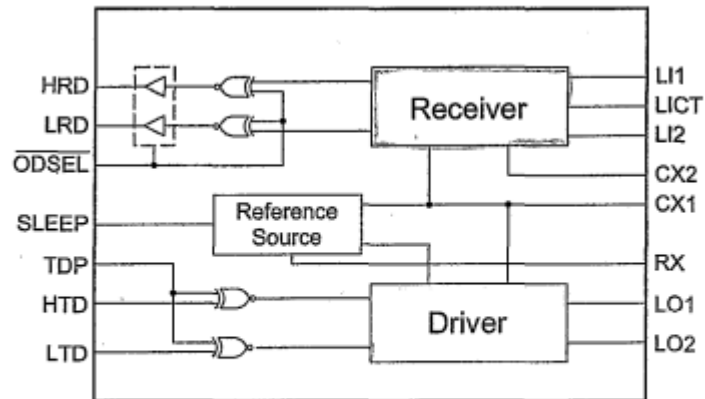 HRD
LRD
ODSEL
SLEEP
TDP
HTD
LTD
Receiver
Reference
Source
Driver
LI1
LICT
LI2
CX2
CX1
RX
LO1
LO2